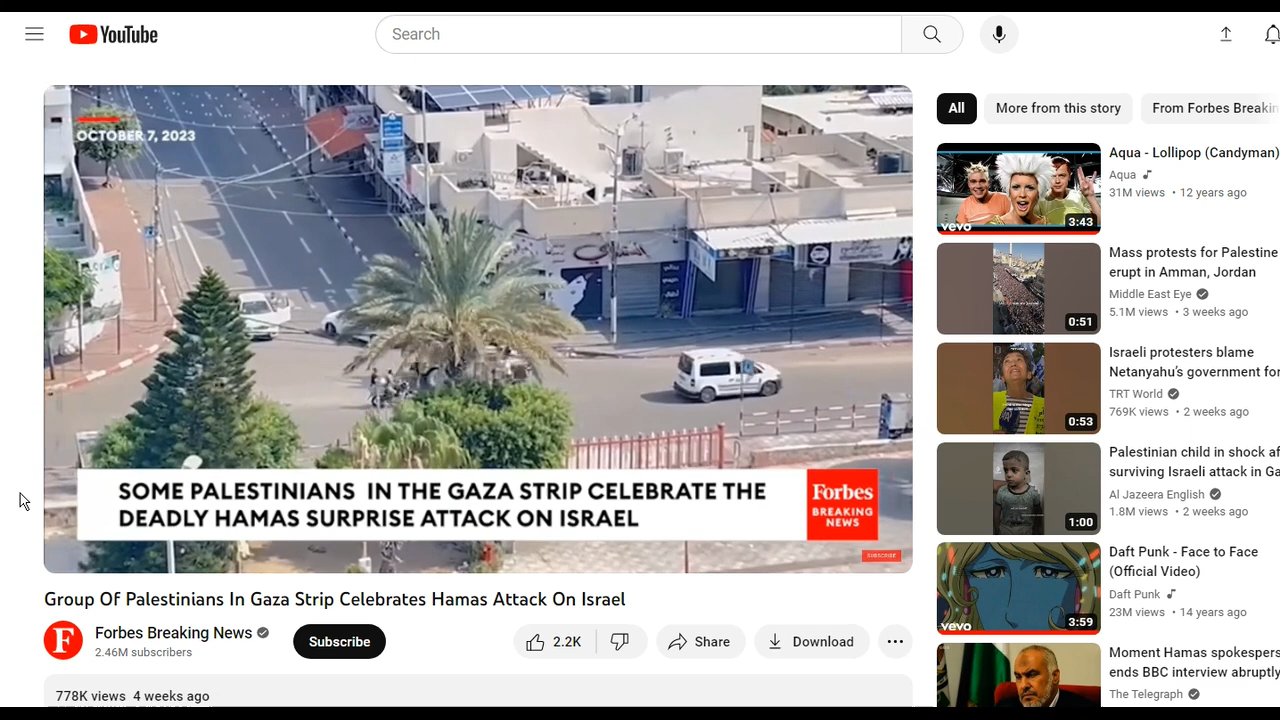 YouTube
Search
OCTOBER 7, 2023
SOME PALESTINIANS IN THE GAZA STRIP CELEBRATE THE
DEADLY HAMAS SURPRISE ATTACK ON ISRAEL
Forbes
BREAKING
NEWS
SUBSCRIBE
Group Of Palestinians In Gaza Strip Celebrates Hamas Attack On Israel
F
Forbes Breaking News
2.46M subscribers
Subscribe
2.2K
Share
Download
778K views 4 weeks ago
All
More from this story
From Forbes Breakin
vevo
3:43
Aqua - Lollipop (Candyman)
Aqua
31M views • 12 years ago
0:51
Mass protests for Palestine
erupt in Amman, Jordan
Middle East Eye
5.1M views • 3 weeks ago
0:53
Israeli protesters blame
Netanyahu's government for
TRT World
769K views • 2 weeks ago
1:00
Palestinian child in shock af
surviving Israeli attack in Ga
Al Jazeera English
1.8M views • 2 weeks ago
vevo
3:59
Daft Punk - Face to Face
(Official Video)
Daft Punk
23M views • 14 years ago
Moment Hamas spokespers
ends BBC interview abruptly
The Telegraph